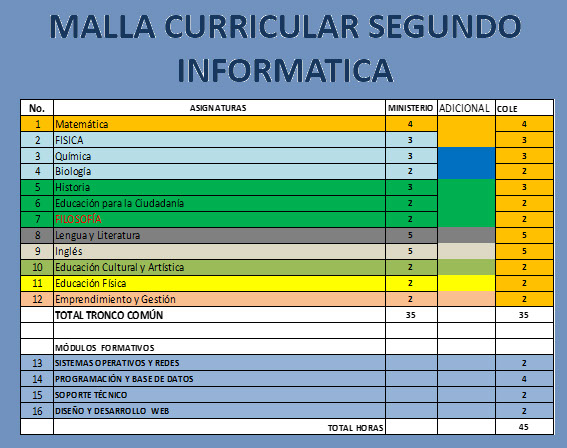 MALLA CURRICULAR SEGUNDO
INFORMATICA
No. ASIGNATURAS MINISTERIO ADICIONAL COLE
1 Matemática 4 4
2 FISICA 3 3
3 Química 3 3
4 Biología 2 2
5 Historia 3 3
6 Educación para la Ciudadanía 2 2
7 FILOSOFÍA 2 2
8 Lengua y Literatura 5 5
9 Inglés 5 5
10 Educación Cultural y Artística 2 2
11 Educación Física 2 2
12 Emprendimiento y Gestión 2 2
TOTAL TRONCO COMÚN 35 35
MÓDULOS FORMATIVOS
13 SISTEMAS OPERATIVOS Y REDES 2
14 PROGRAMACIÓN Y BASE DE DATOS 4
15 SOPORTE TÉCNICO 2
16 DISEÑO Y DESARROLLO WEB 2
TOTAL HORAS 45